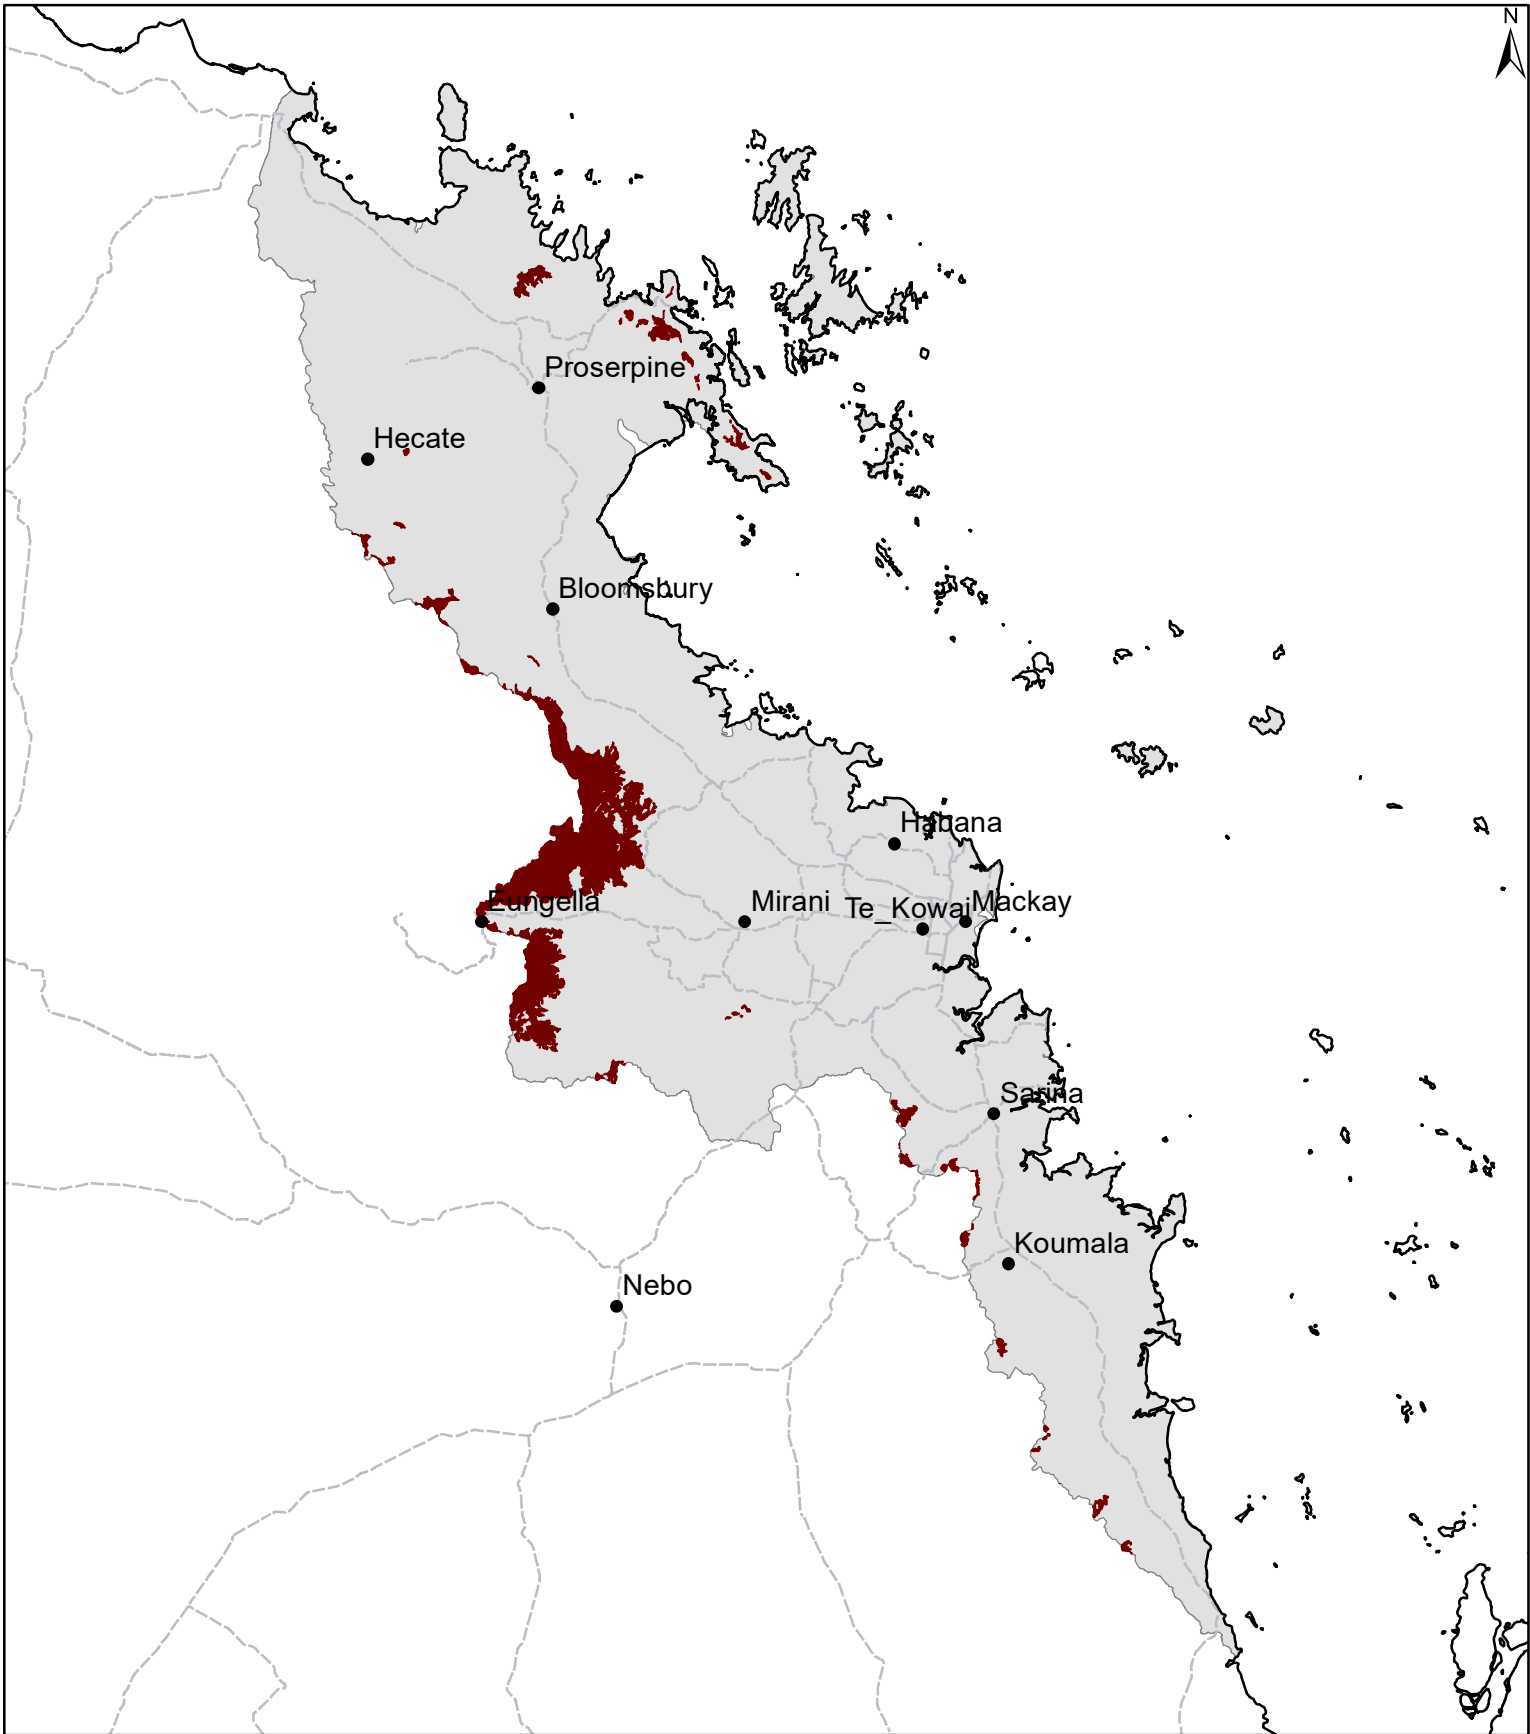 N
Proserpine
Hecate
Bloomsbury
Habana
Eungella
Mirani
Te_Kowai
Mackay
Sarina
Koumala
Nebo